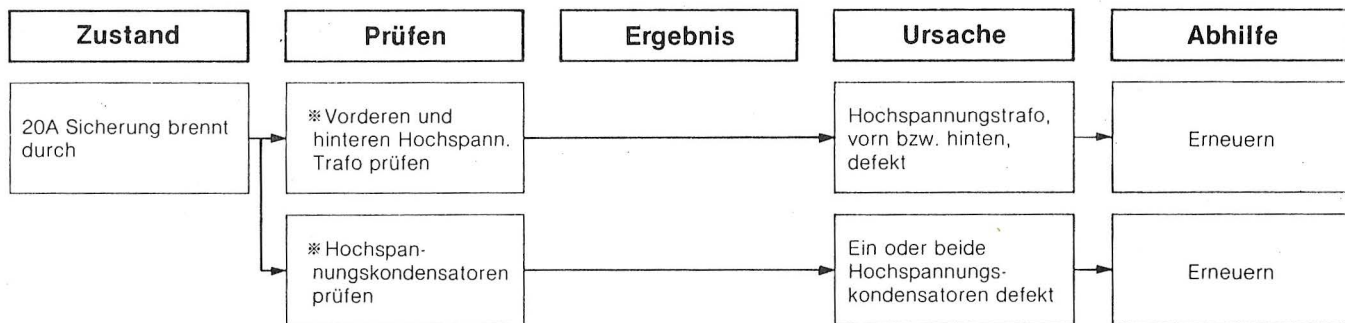 Zustand
Prüfen
Ergebnis
Ursache
Abhilfe
20A Sicherung brennt
durch
※Vorderen und
hinteren Hochspann.
Trafo prüfen
Hochspannungstrafo,
vorn bzw. hinten,
defekt
Erneuern
※Hochspan-
nungskondensatoren
prüfen
Ein oder beide
Hochspannungs-
kondensatoren defekt
Erneuern